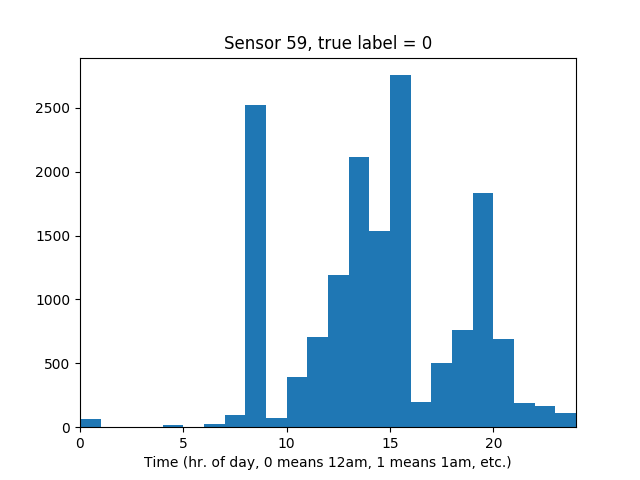 Sensor 59, true label = 0
2500
2000
1500
1000
500
0
0 5 10 15 20
Time (hr. of day, 0 means 12am, 1 means 1am, etc.)